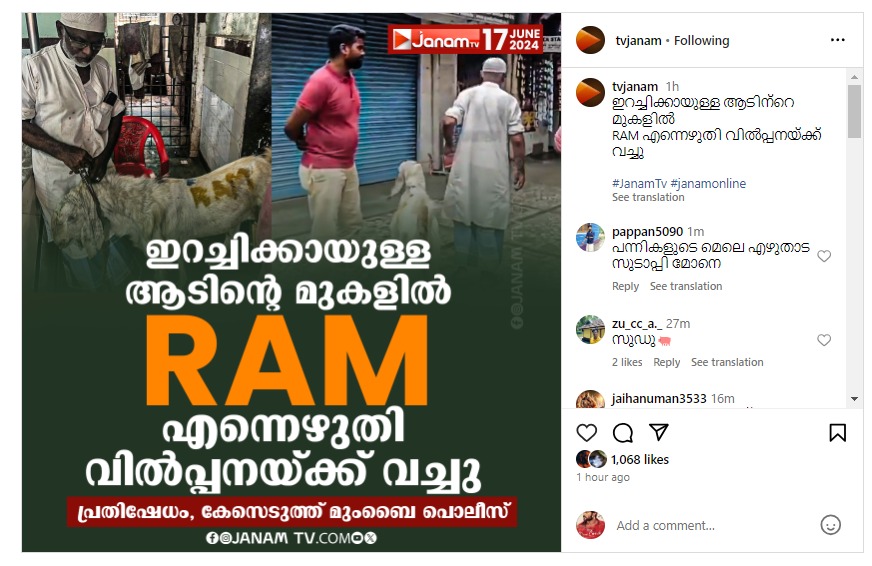 JanamTV
17 JUNE 2024
RAM
ഇറച്ചിക്കായുള്ള
ആടിന്റെ മുകളിൽ
RAM
എന്നെഴുതി
വിൽപ്പനയ്ക്ക് വച്ചു
പ്രതിഷേധം, കേസെടുത്ത് മുംബൈ പൊലീസ്
JANAM TV.COM
@JANAM TV
tvjanam • Following
tvjanam 1h
ഇറച്ചിക്കായുള്ള ആടിന്റെ
മുകളിൽ
RAM എന്നെഴുതി വിൽപ്പനയ്ക്ക്
വച്ചു
#JanamTv #janamonline
See translation
pappan5090 1m
പന്നികളുടെ മെലെ എഴുതാട
സുടാപ്പി മോനെ
Reply See translation
zu_cc_a._ 27m
സുഡു
2 likes Reply See translation
jaihanuman3533 16m
1,068 likes
1 hour ago
Add a comment...